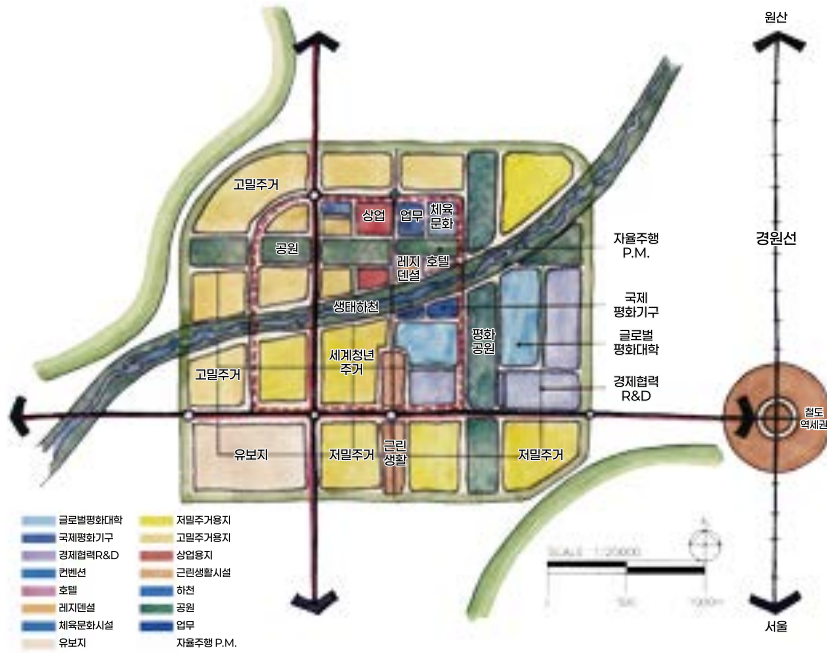 원산
고밀주거
상업
업무
체육
문화
공원
레지
덴셜
호텔
자율주행
P.M.
경원선
생태하천
국제
평화기구
평화
공원
글로벌
평화대학
세계청년
주거
고밀주거
경제협력
R&D
철도
역세권
유보지
저밀주거
근린
생활
저밀주거
글로벌평화대학
국제평화기구
경제협력R&D
컨벤션
호텔
레지덴셜
체육문화시설
유보지
저밀주거용지
고밀주거용지
상업용지
근린생활시설
하천
공원
업무
자율주행 P.M.
SCALE 1:20000
서울